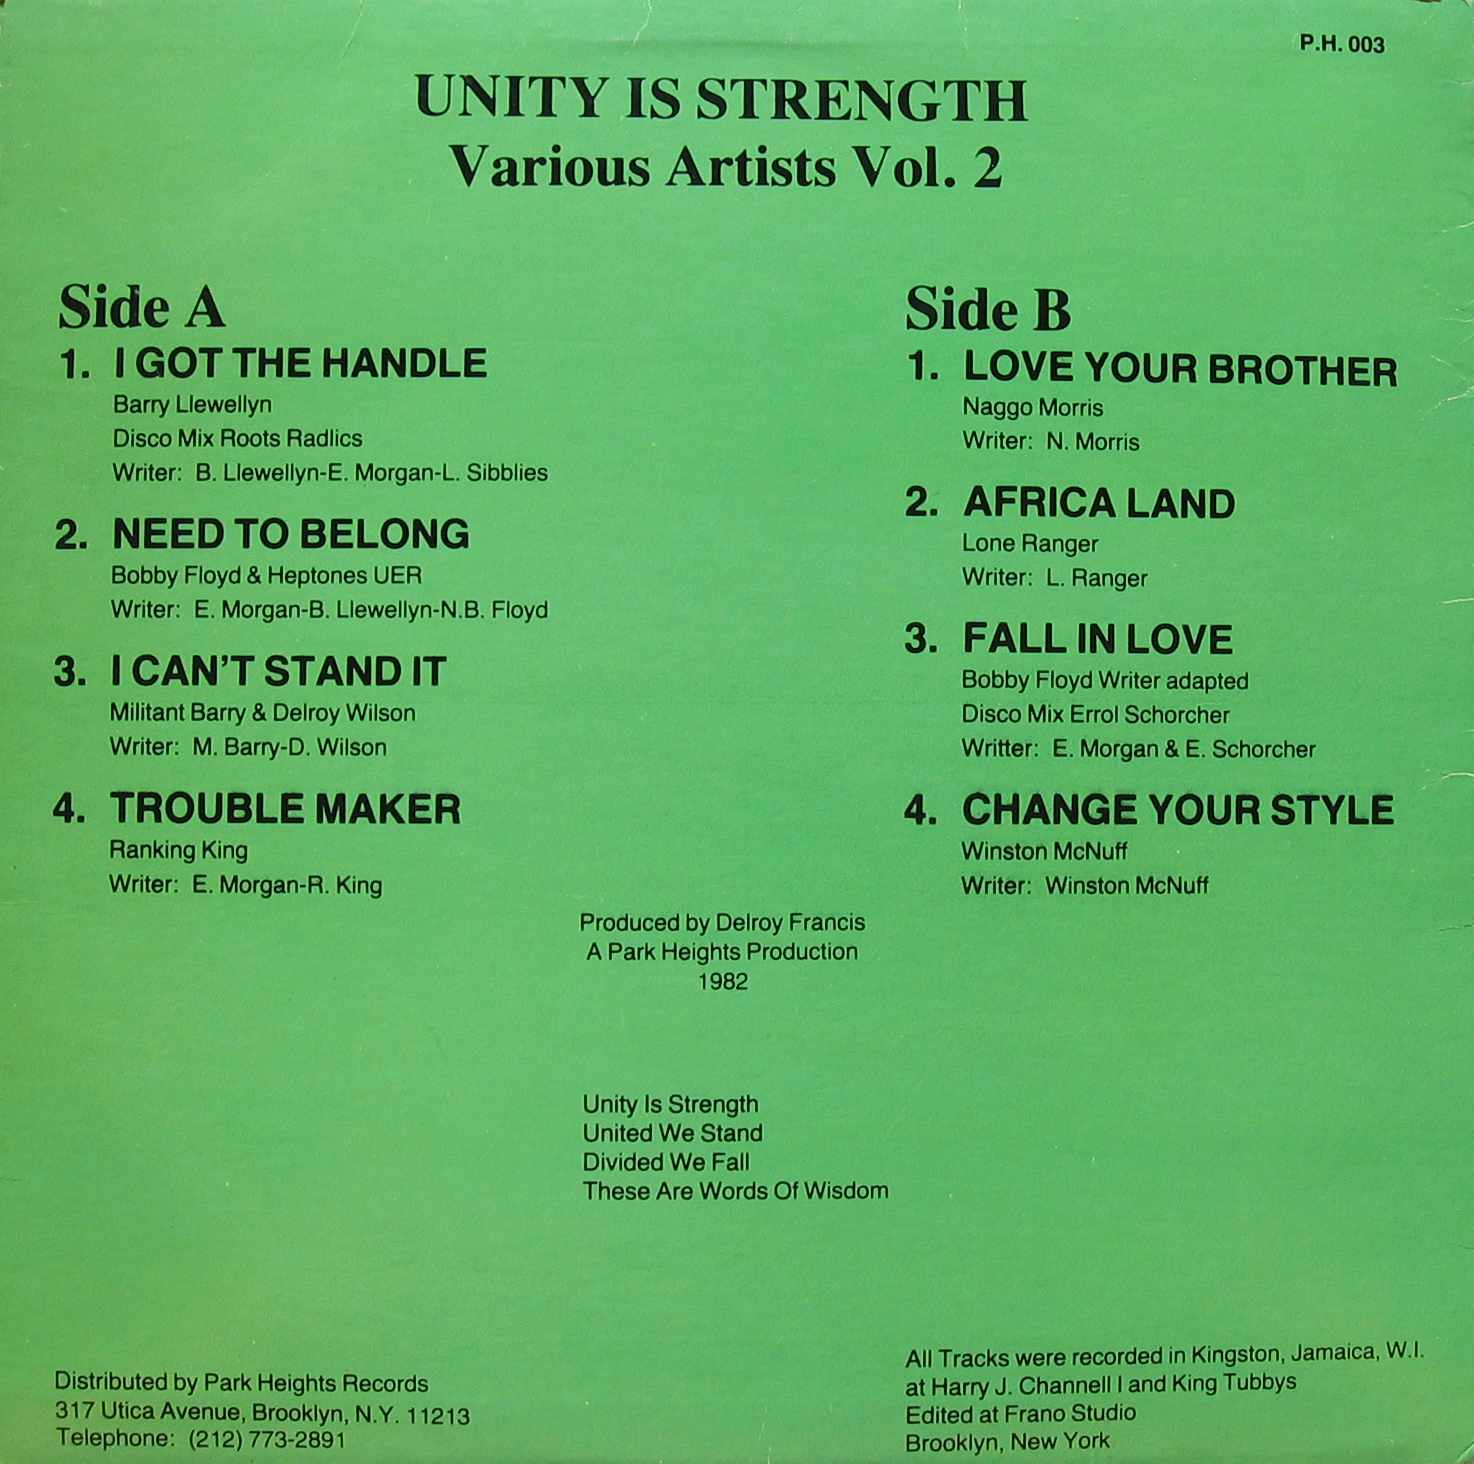 P.H. 003
UNITY IS STRENGTH
Various Artists Vol. 2
Side A
1. I GOT THE HANDLE
Barry Llewellyn
Disco Mix Roots Radlics
Writer: B. Llewellyn-E. Morgan-L. Sibblies
2. NEED TO BELONG
Bobby Floyd & Heptones UER
Writer: E. Morgan-B. Llewellyn-N.B. Floyd
3. I CAN'T STAND IT
Militant Barry & Delroy Wilson
Writer: M. Barry-D. Wilson
4. TROUBLE MAKER
Ranking King
Writer: E. Morgan-R. King
Side B
1. LOVE YOUR BROTHER
Naggo Morris
Writer: N. Morris
2. AFRICA LAND
Lone Ranger
Writer: L. Ranger
3. FALL IN LOVE
Bobby Floyd Writer adapted
Disco Mix Errol Schorcher
Writter: E. Morgan & E. Schorcher
4. CHANGE YOUR STYLE
Winston McNuff
Writer: Winston McNuff
Produced by Delroy Francis
A Park Heights Production
1982
Unity Is Strength
United We Stand
Divided We Fall
These Are Words Of Wisdom
Distributed by Park Heights Records
317 Utica Avenue, Brooklyn, N.Y. 11213
Telephone: (212) 773-2891
All Tracks were recorded in Kingston, Jamaica, W.I.
at Harry J. Channell I and King Tubbys
Edited at Frano Studio
Brooklyn, New York